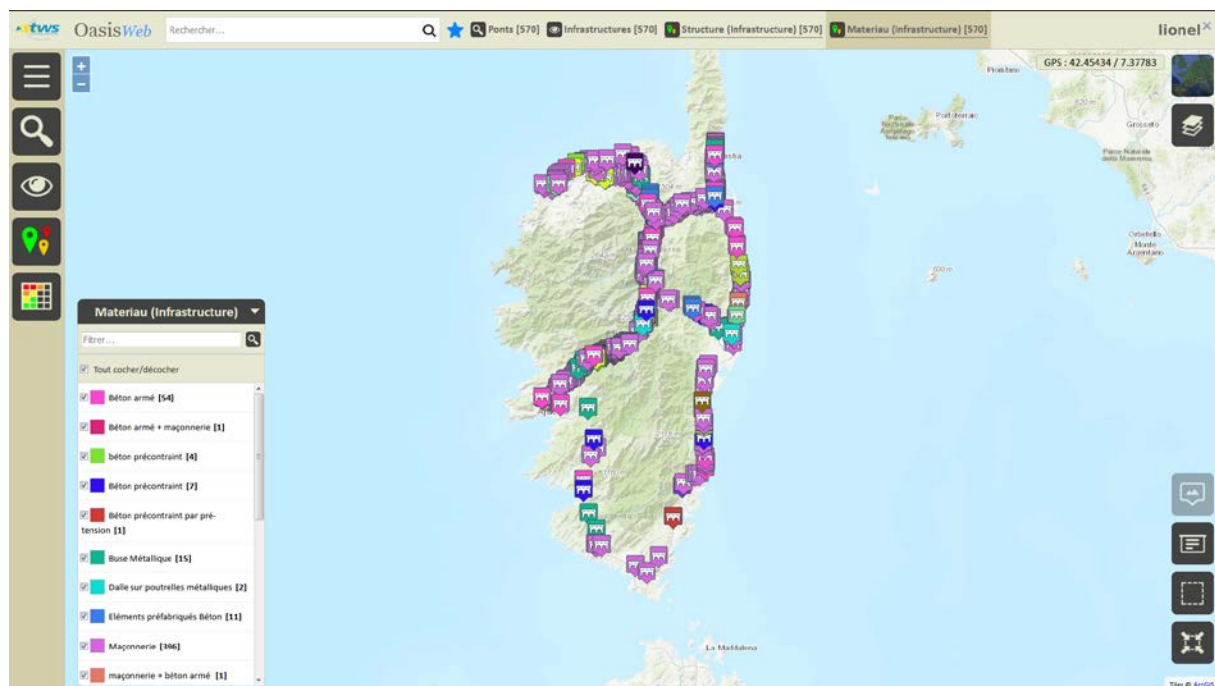 tws OasisWeb Rechercher... Ponts [570] Infrastructures [570] Structure (Infrastructure) [570] Materiau (Infrastructure) [570] lionel×
GPS : 42.45434 / 7.37783
+
−
Piombino
Portoferraio
Grosseto
Orbetello
Monte
Argentario
La Maddalena
Materiau (Infrastructure)
Filtrer...
Tout cocher/décocher
Béton armé [54]
Béton armé + maçonnerie [1]
béton précontraint [4]
Béton précontraint [7]
Béton précontraint par pré-
tension [1]
Buse Métallique [15]
Dalle sur poutrelles métalliques [2]
Eléments préfabriqués Béton [11]
Maçonnerie [396]
maçonnerie + béton armé [1]
Tiles © ArcGIS